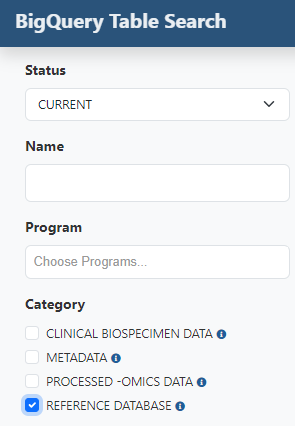 BigQuery Table Search
Status
CURRENT
Name
Program
Choose Programs...
Category
CLINICAL BIOSPECIMEN DATA
METADATA
PROCESSED -OMICS DATA
REFERENCE DATABASE